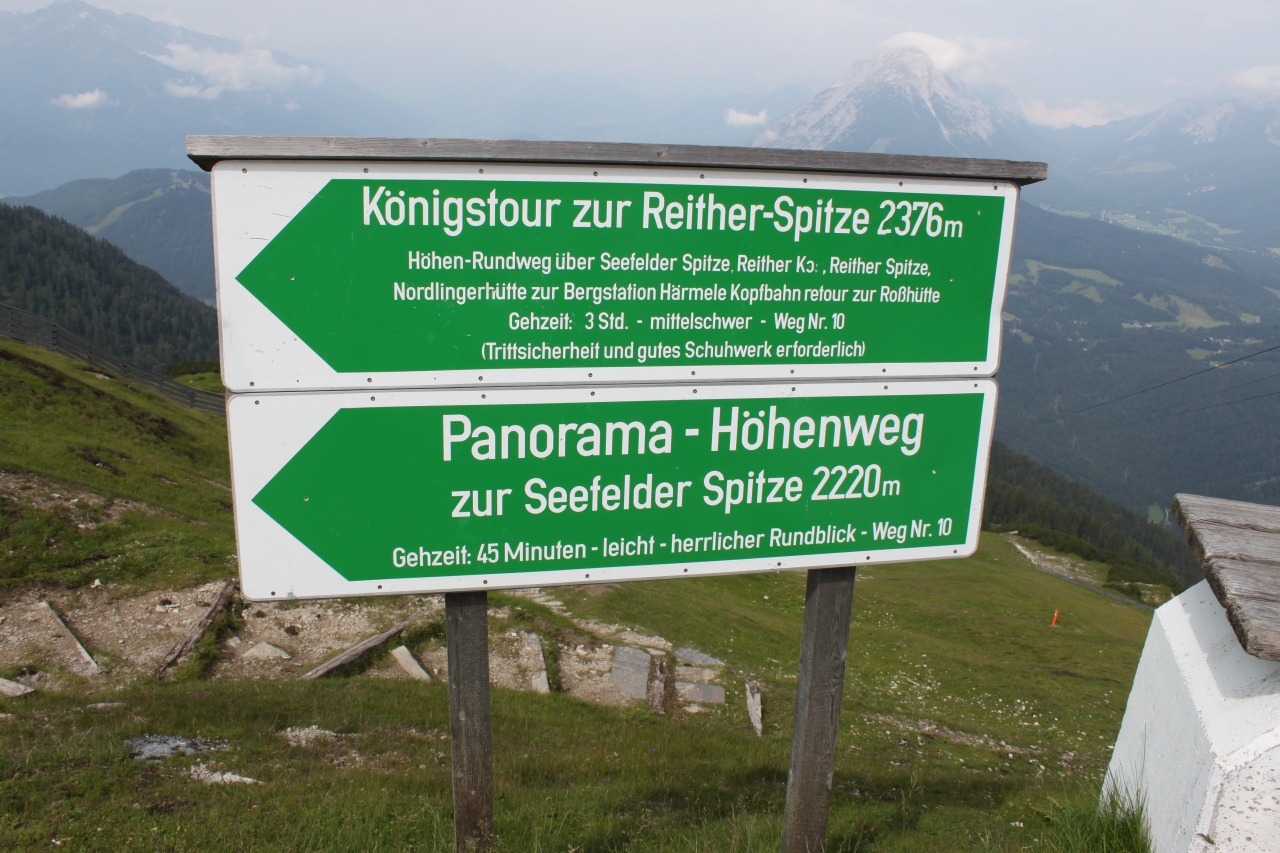 Königstour zur Reither-Spitze 2376m
Höhen-Rundweg über Seefelder Spitze, Reither , Reither Spitze,
Nordlingerhütte zur Bergstation Härmele Kopfbahn retour zur Roßhütte
Gehzeit: 3 Std. - mittelschwer - Weg Nr. 10
(Trittsicherheit und gutes Schuhwerk erforderlich)
Panorama - Höhenweg
zur Seefelder Spitze 2220m
Gehzeit: 45 Minuten - leicht - herrlicher Rundblick - Weg Nr. 10